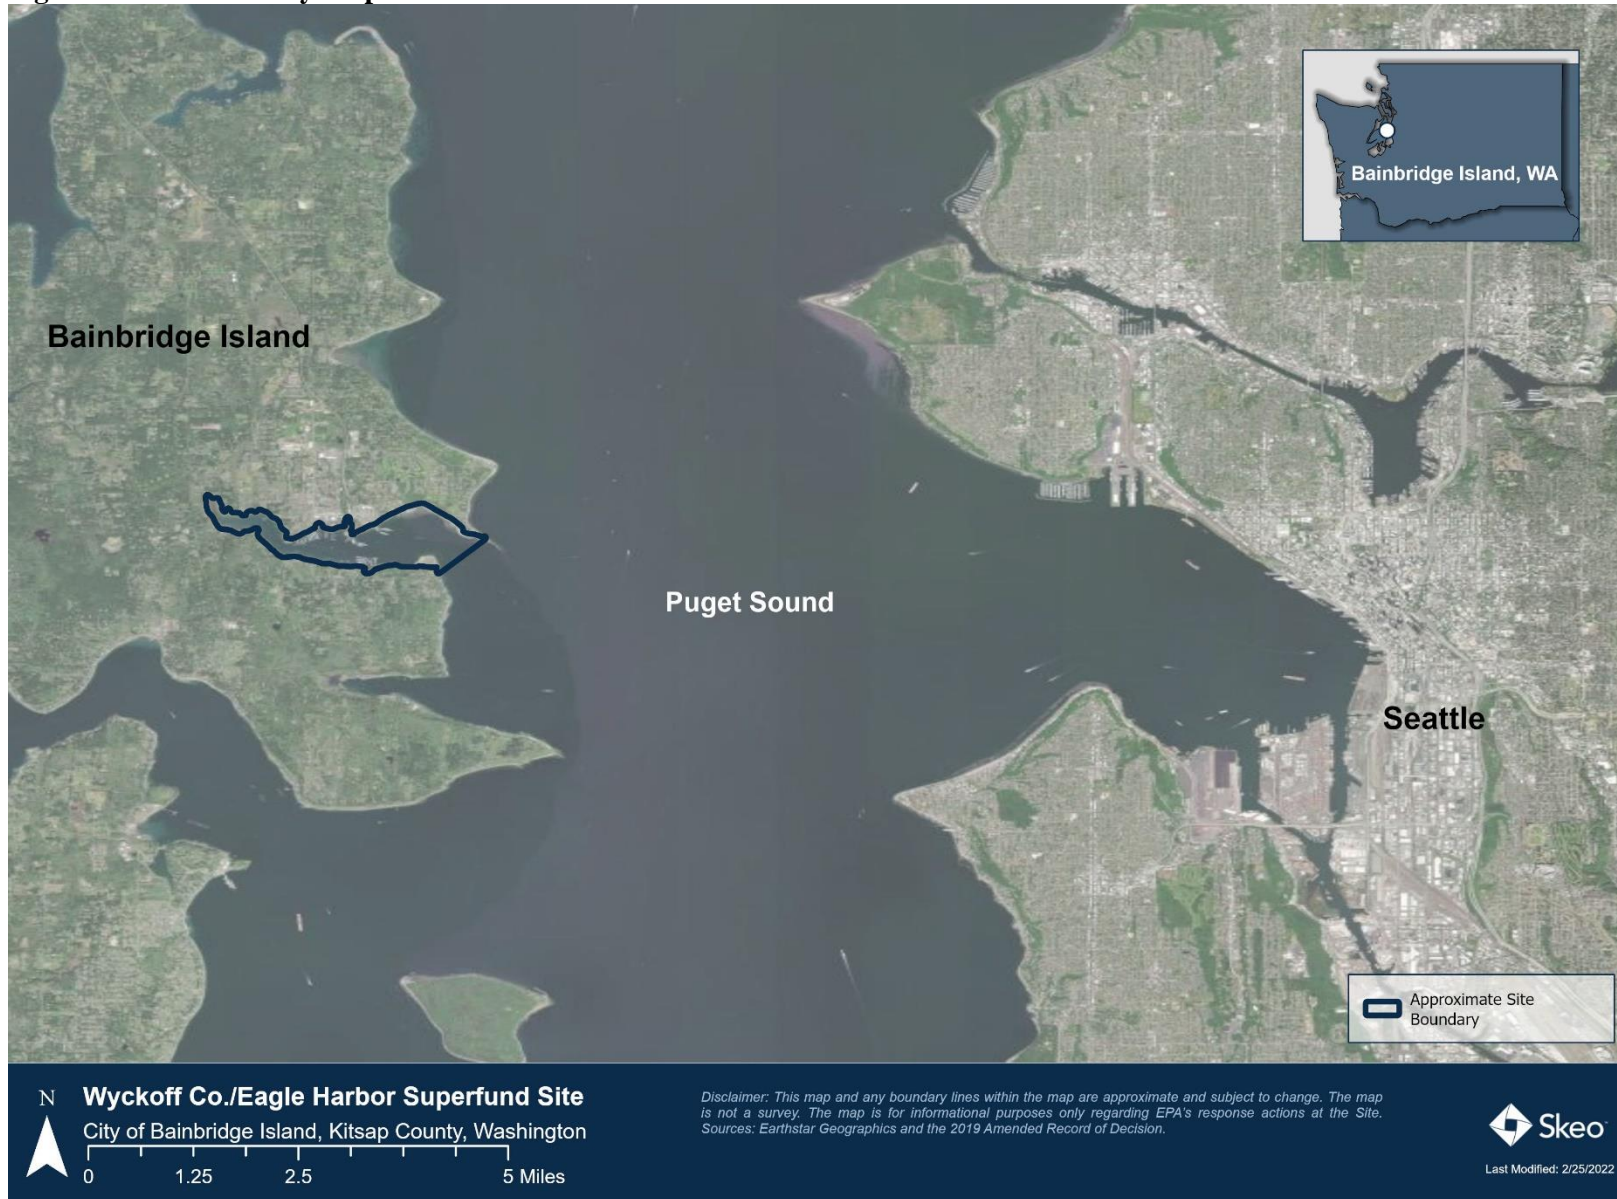 Bainbridge Island, WA
Bainbridge Island
Puget Sound
Seattle
Approximate Site
Boundary
N
Wyckoff Co./Eagle Harbor Superfund Site
City of Bainbridge Island, Kitsap County, Washington
0 1.25 2.5 5 Miles
Disclaimer: This map and any boundary lines within the map are approximate and subject to change. The map
is not a survey. The map is for informational purposes only regarding EPA's response actions at the Site.
Sources: Earthstar Geographics and the 2019 Amended Record of Decision.
Skeo
Last Modified: 2/25/2022